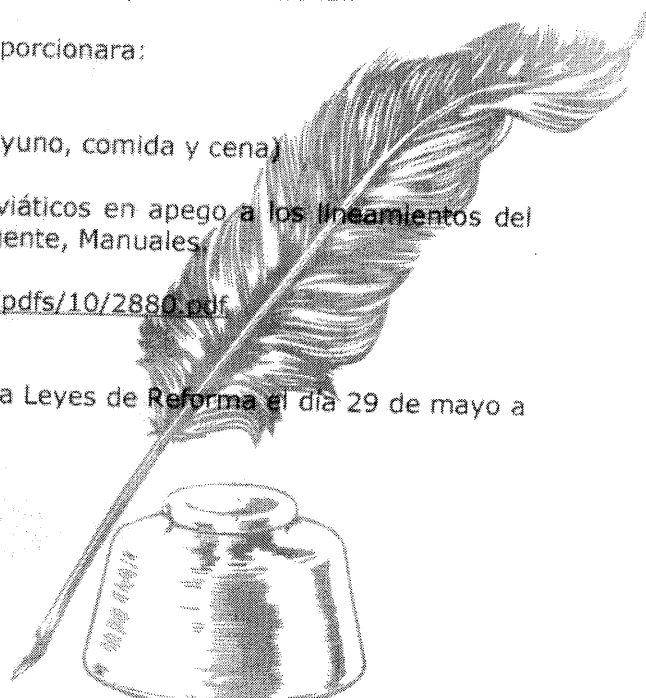 porcionara:
yuno, comida y cena)
viáticos en apego a los lineamientos del
ente, Manuales.
pdfs/10/2880.pdf
a Leyes de Reforma el día 29 de mayo a